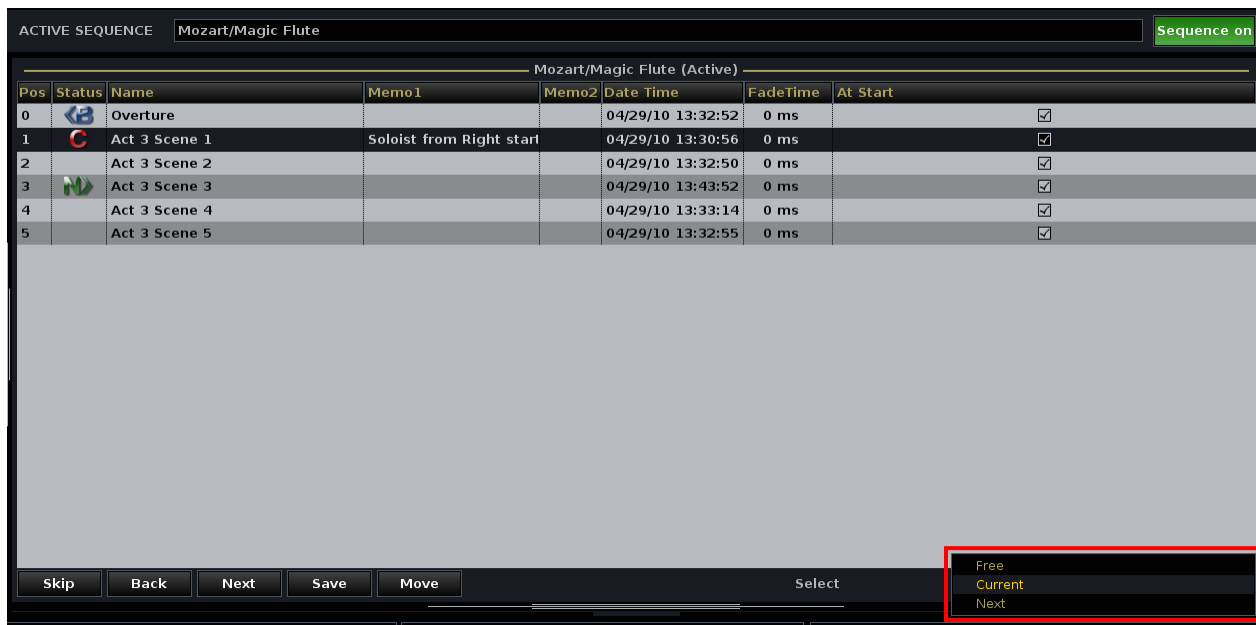 ACTIVE SEQUENCE Mozart/Magic Flute Sequence on
Mozart/Magic Flute (Active)
Pos Status Name Memo1 Memo2 Date Time FadeTime At Start
0 B Overture 04/29/10 13:32:52 0 ms
1 C Act 3 Scene 1 Soloist from Right start 04/29/10 13:30:56 0 ms
2 Act 3 Scene 2 04/29/10 13:32:50 0 ms
3 N Act 3 Scene 3 04/29/10 13:43:52 0 ms
4 Act 3 Scene 4 04/29/10 13:33:14 0 ms
5 Act 3 Scene 5 04/29/10 13:32:55 0 ms
Skip Back Next Save Move Select
Free
Current
Next